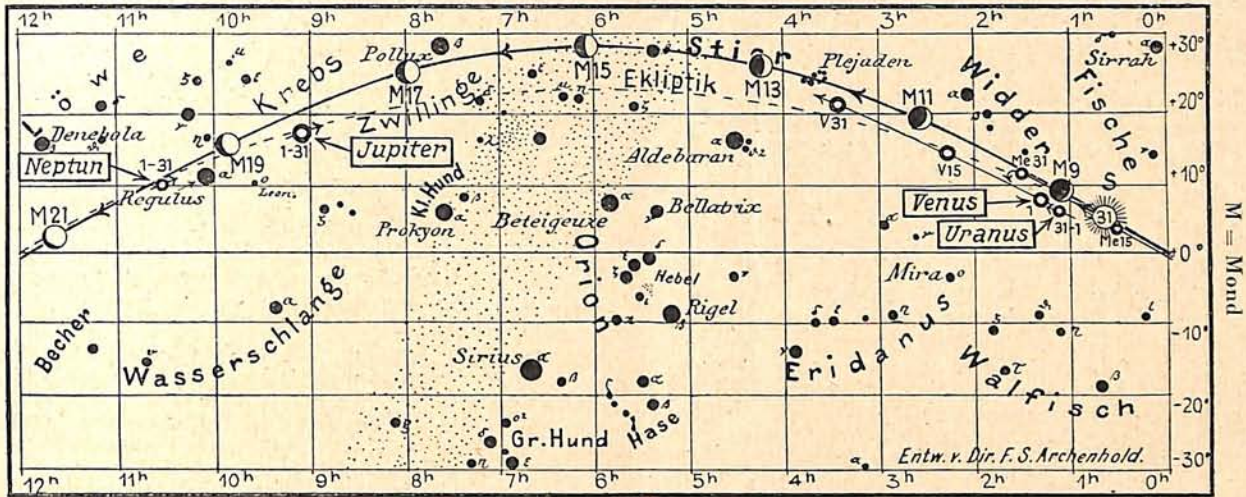 12h 11h 10h 9h 8h 7h 6h 5h 4h 3h 2h 1h 0h
+30°
Löwe
Krebs
Pollux β
Zwillinge
Stier
Ekliptik
Plejaden
Widder
Fische
Sirrah α
M17
M15
M13
M11
M9
+20°
V31
Denebola
Neptun
1-31
M19
1-31
Jupiter
Aldebaran α
V15
Me 31
+10°
Regulus α
Leon.
Kl. Hund
Prokyon α
Beteigeuze α
Bellatrix γ
Venus
1
Uranus
31-1
S
31
Me15
M21
0°
Orion
Hebel
Mira o
Rigel β
-10°
Becher
Wasserschlange
Sirius α
Eridanus
Walfisch
-20°
Gr. Hund
Hase
Entw. v. Dir. F. S. Archenhold.
-30°
12h 11h 10h 9h 8h 7h 6h 5h 4h 3h 2h 1h 0h
M = Mond